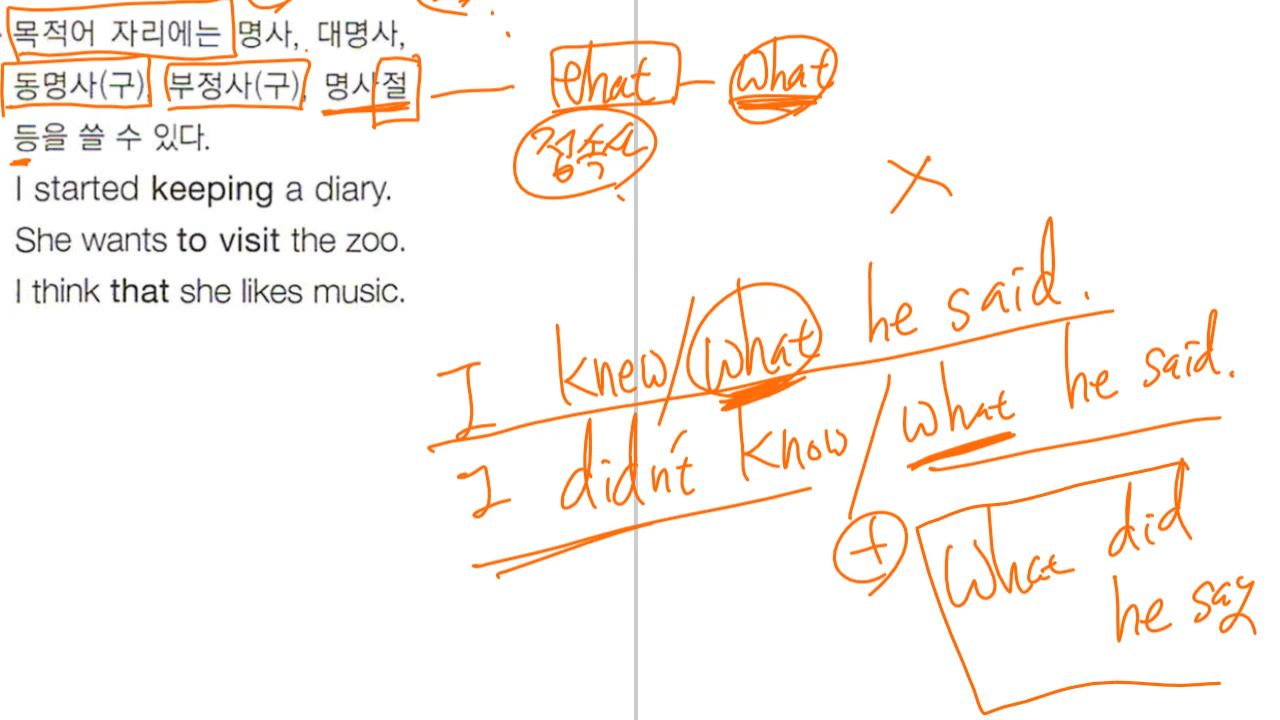 목적어 자리에는 명사, 대명사,
동명사(구), 부정사(구), 명사절
등을 쓸 수 있다.
I started keeping a diary.
She wants to visit the zoo.
I think that she likes music.
that what
접속사
I knew / what he said.
I didn't know / what he said.
+
What did
he say